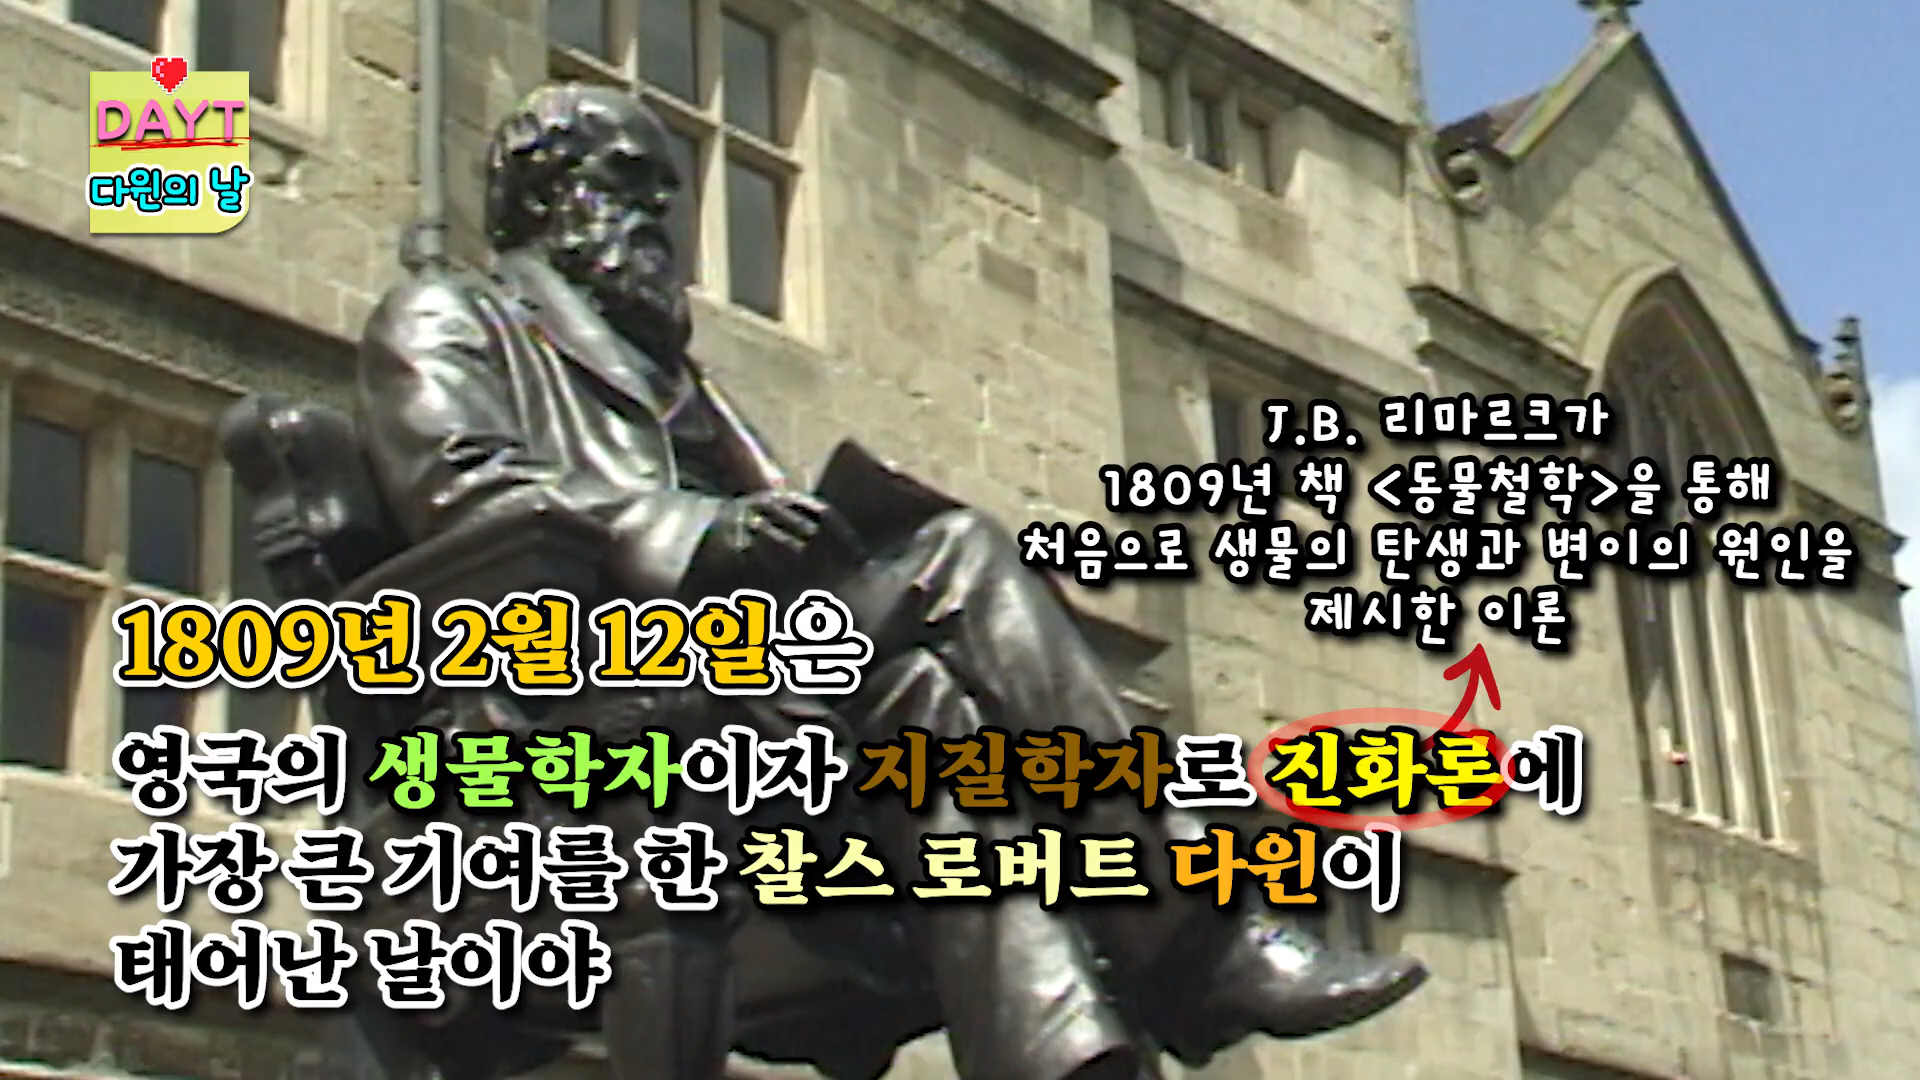 DAYT
다윈의 날
J.B. 리마르크가
1809년 책 <동물철학>을 통해
처음으로 생물의 탄생과 변이의 원인을
제시한 이론
1809년 2월 12일은
영국의 생물학자이자 지질학자로 진화론에
가장 큰 기여를 한 찰스 로버트 다윈이
태어난 날이야